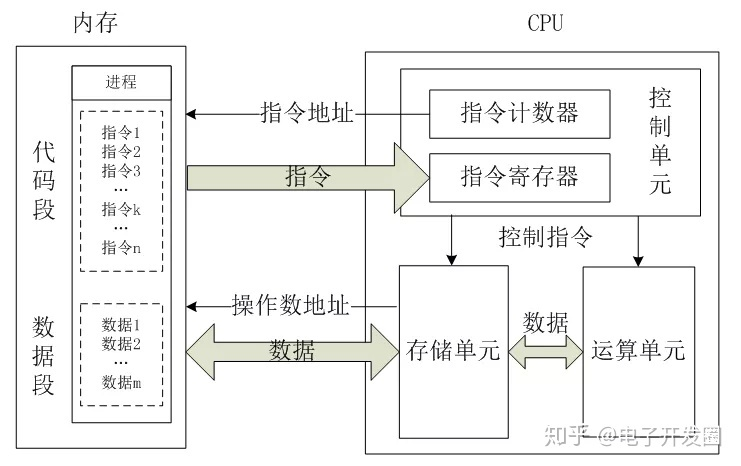 内存
CPU
进程
代码段
指令1
指令2
指令3
...
指令k
...
指令n
数据段
数据1
数据2
...
数据m
指令地址
指令
操作数地址
数据
指令计数器
指令寄存器
控制单元
控制指令
存储单元
数据
运算单元
知乎 @电子开发圈